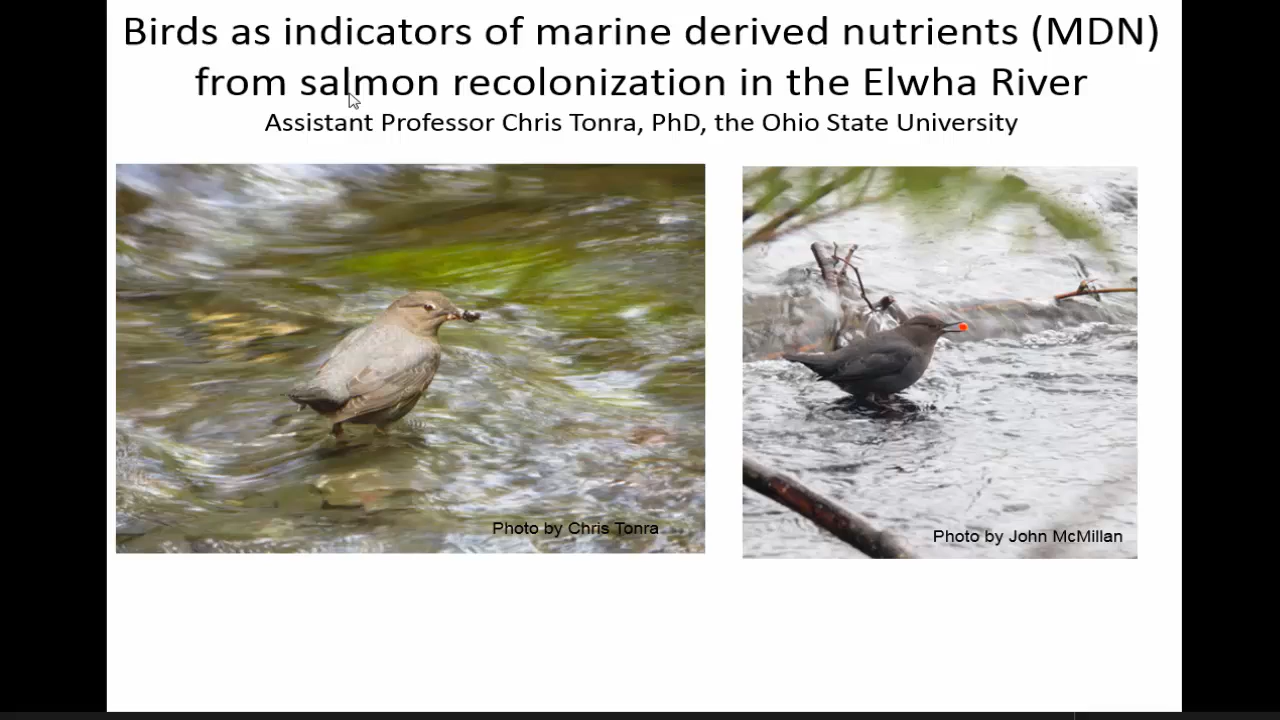 Birds as indicators of marine derived nutrients (MDN)
from salmon recolonization in the Elwha River
Assistant Professor Chris Tonra, PhD, the Ohio State University
Photo by Chris Tonra
Photo by John McMillan